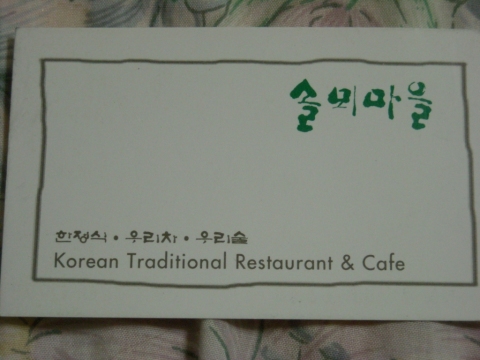 솔뫼마을
한정식 • 우리차 • 우리술
Korean Traditional Restaurant & Cafe